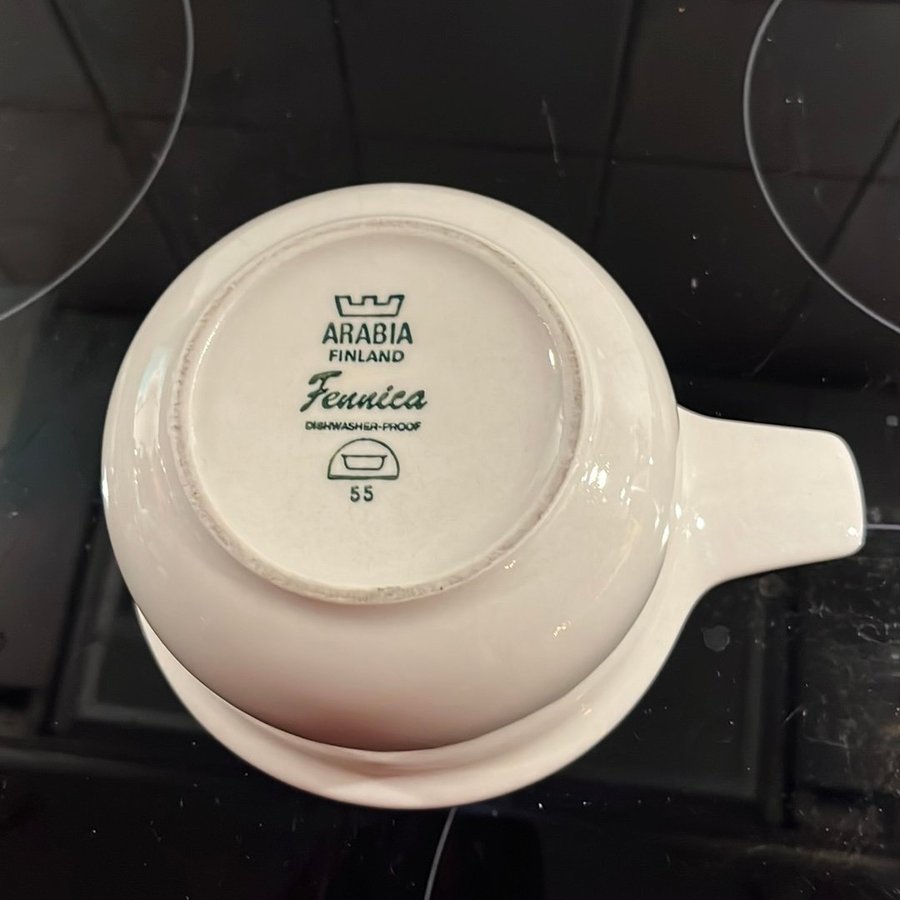 ARABIA
FINLAND
Fennica
DISHWASHER-PROOF
55